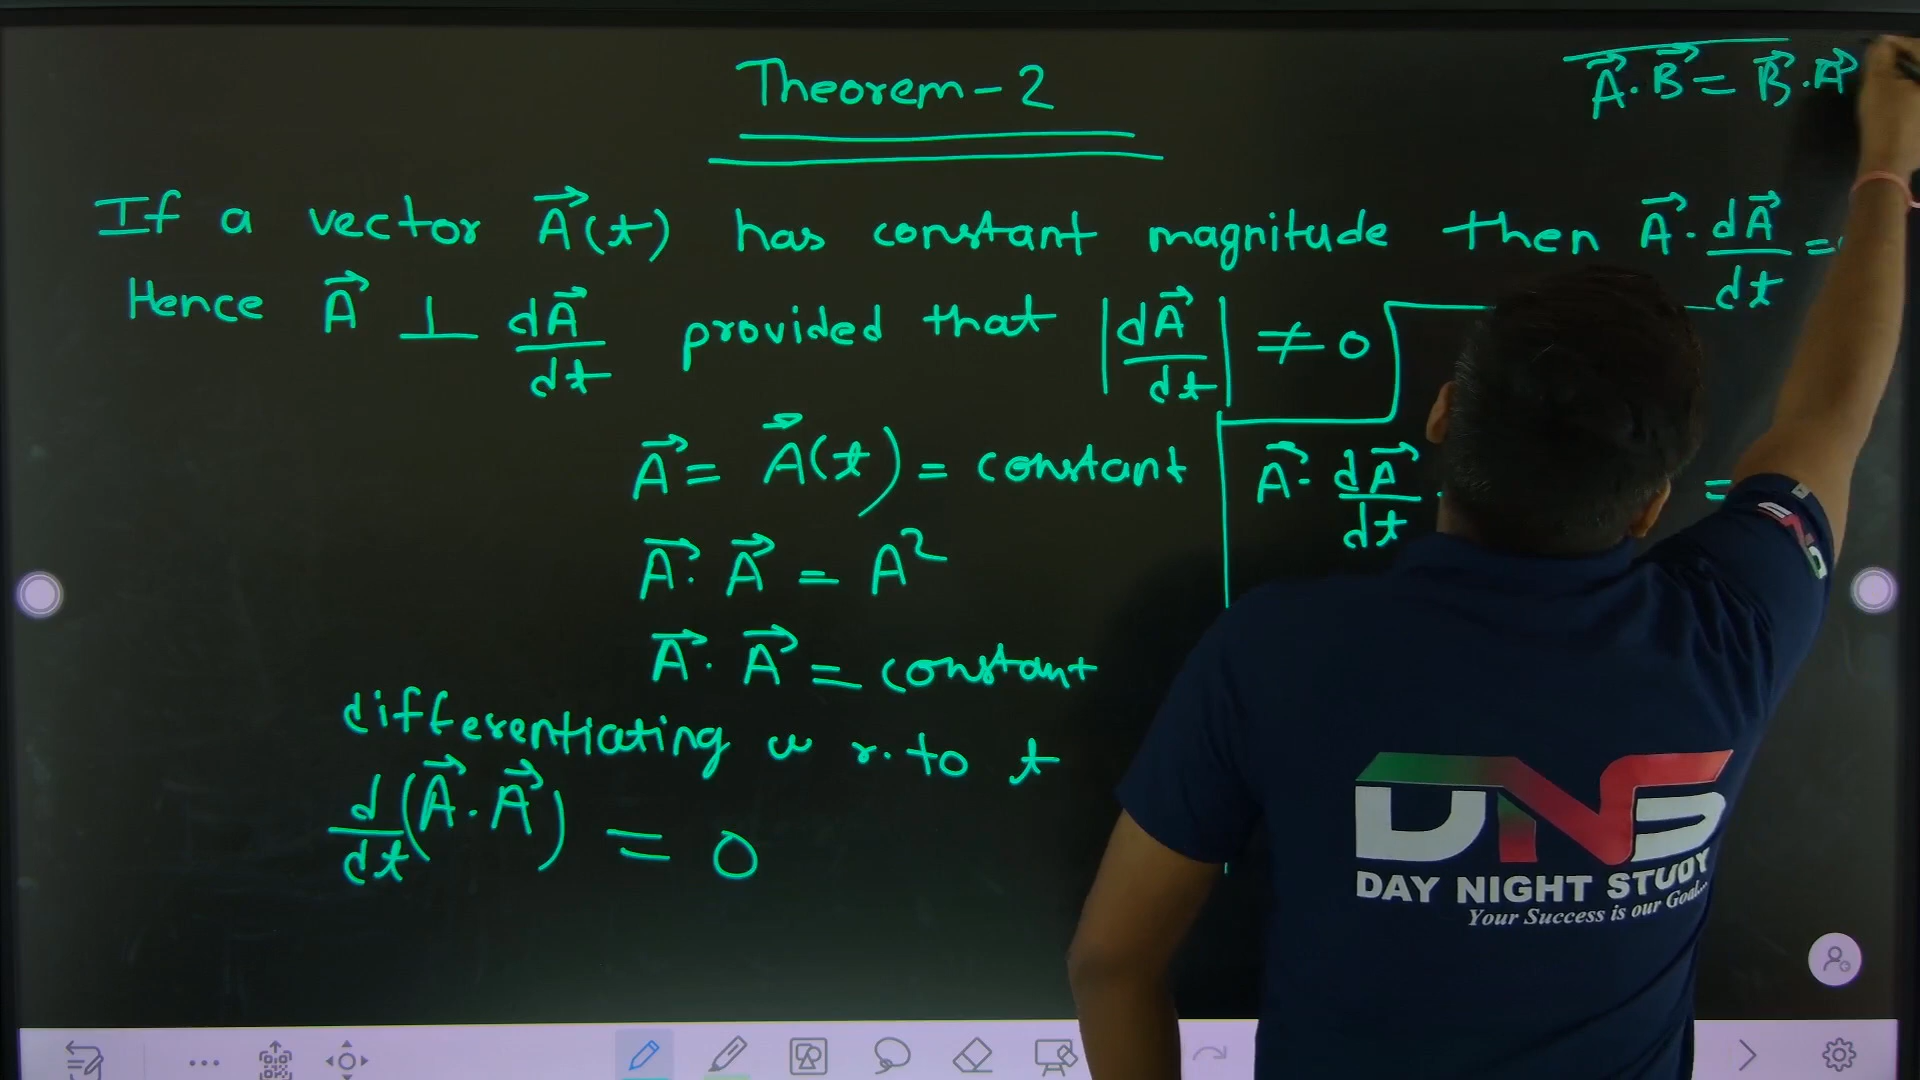 Theorem-2
A⃗·B⃗ = B⃗·A⃗
If a vector A⃗(t) has constant magnitude then A⃗·dA⃗/dt =
Hence A⃗ ⊥ dA⃗/dt provided that |dA⃗/dt| ≠ 0
A⃗ = A⃗(t) = constant
A⃗·A⃗ = A²
A⃗·A⃗ = constant
differentiating w r. to t
d/dt(A⃗·A⃗) = 0
A⃗· dA⃗/dt =
DNS
DAY NIGHT STUDY
Your Success is our Goal...